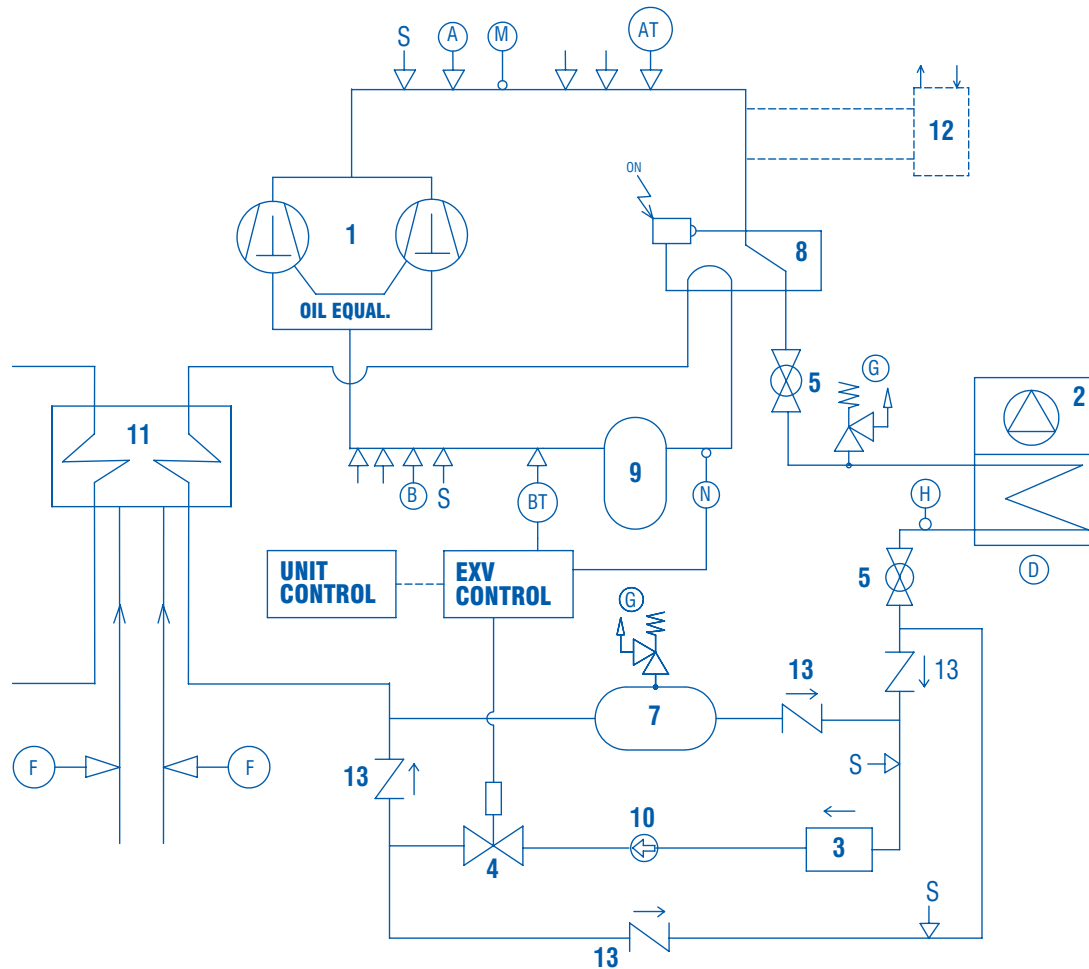 S
A
M
AT
12
ON
1
8
OIL EQUAL.
5
G
2
11
9
B
S
BT
N
H
UNIT
CONTROL
EXV
CONTROL
5
D
G
13
13
7
F
F
13
S
10
4
3
S
13